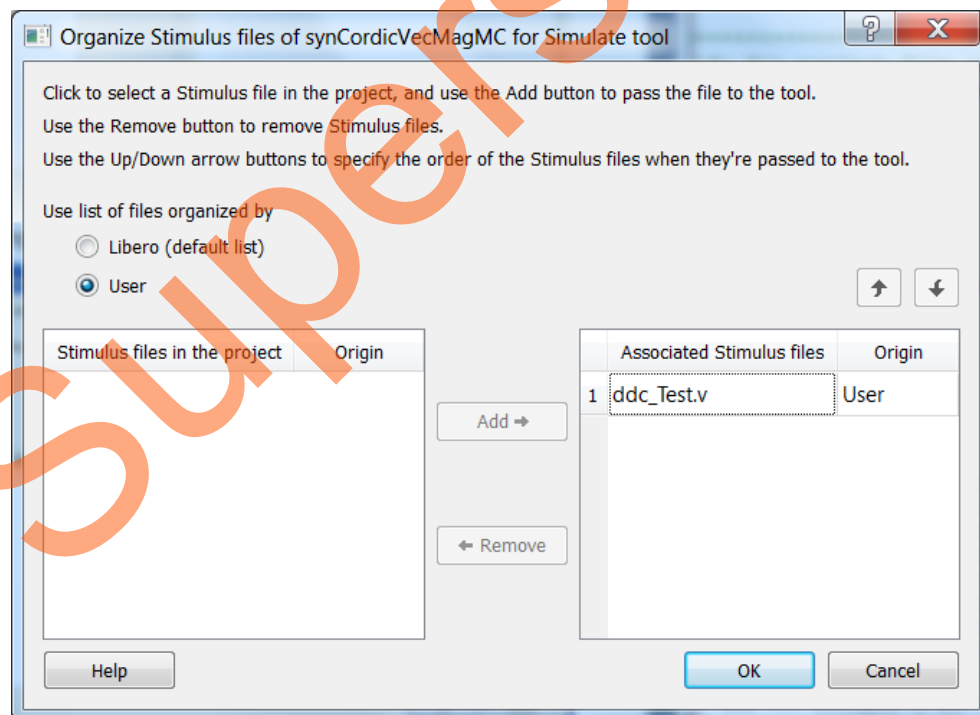 Organize Stimulus files of synCordicVecMagMC for Simulate tool
Click to select a Stimulus file in the project, and use the Add button to pass the file to the tool.
Use the Remove button to remove Stimulus files.
Use the Up/Down arrow buttons to specify the order of the Stimulus files when they're passed to the tool.
Use list of files organized by
Libero (default list)
User
Stimulus files in the project Origin
Associated Stimulus files Origin
1 ddc_Test.v User
Add
Remove
Help
OK Cancel
Supers